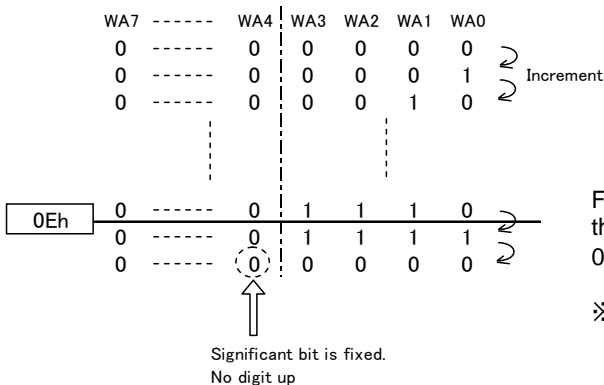 WA7 ------ WA4 WA3 WA2 WA1 WA0
0 ------ 0 0 0 0 0
0 ------ 0 0 0 0 1
Increment
0 ------ 0 0 0 1 0
0 ------ 0 1 1 1 0
0Eh
0 ------ 0 1 1 1 1
0 ------ 0 0 0 0 0
Significant bit is fixed.
No digit up
F
th
0
※